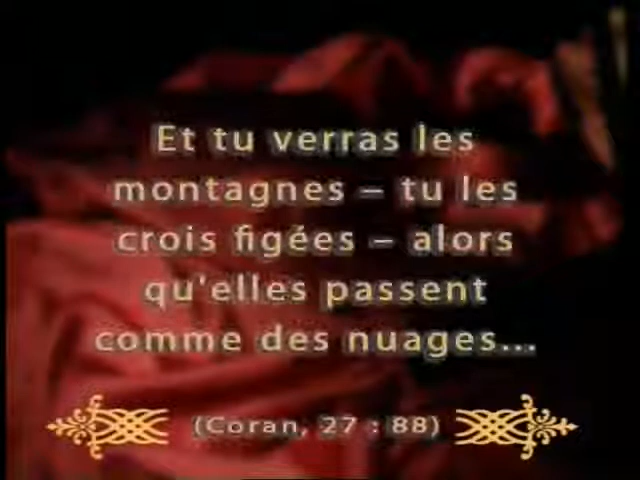 Et tu verras les
montagnes – tu les
crois figées – alors
qu'elles passent
comme des nuages...
(Coran, 27 : 88)